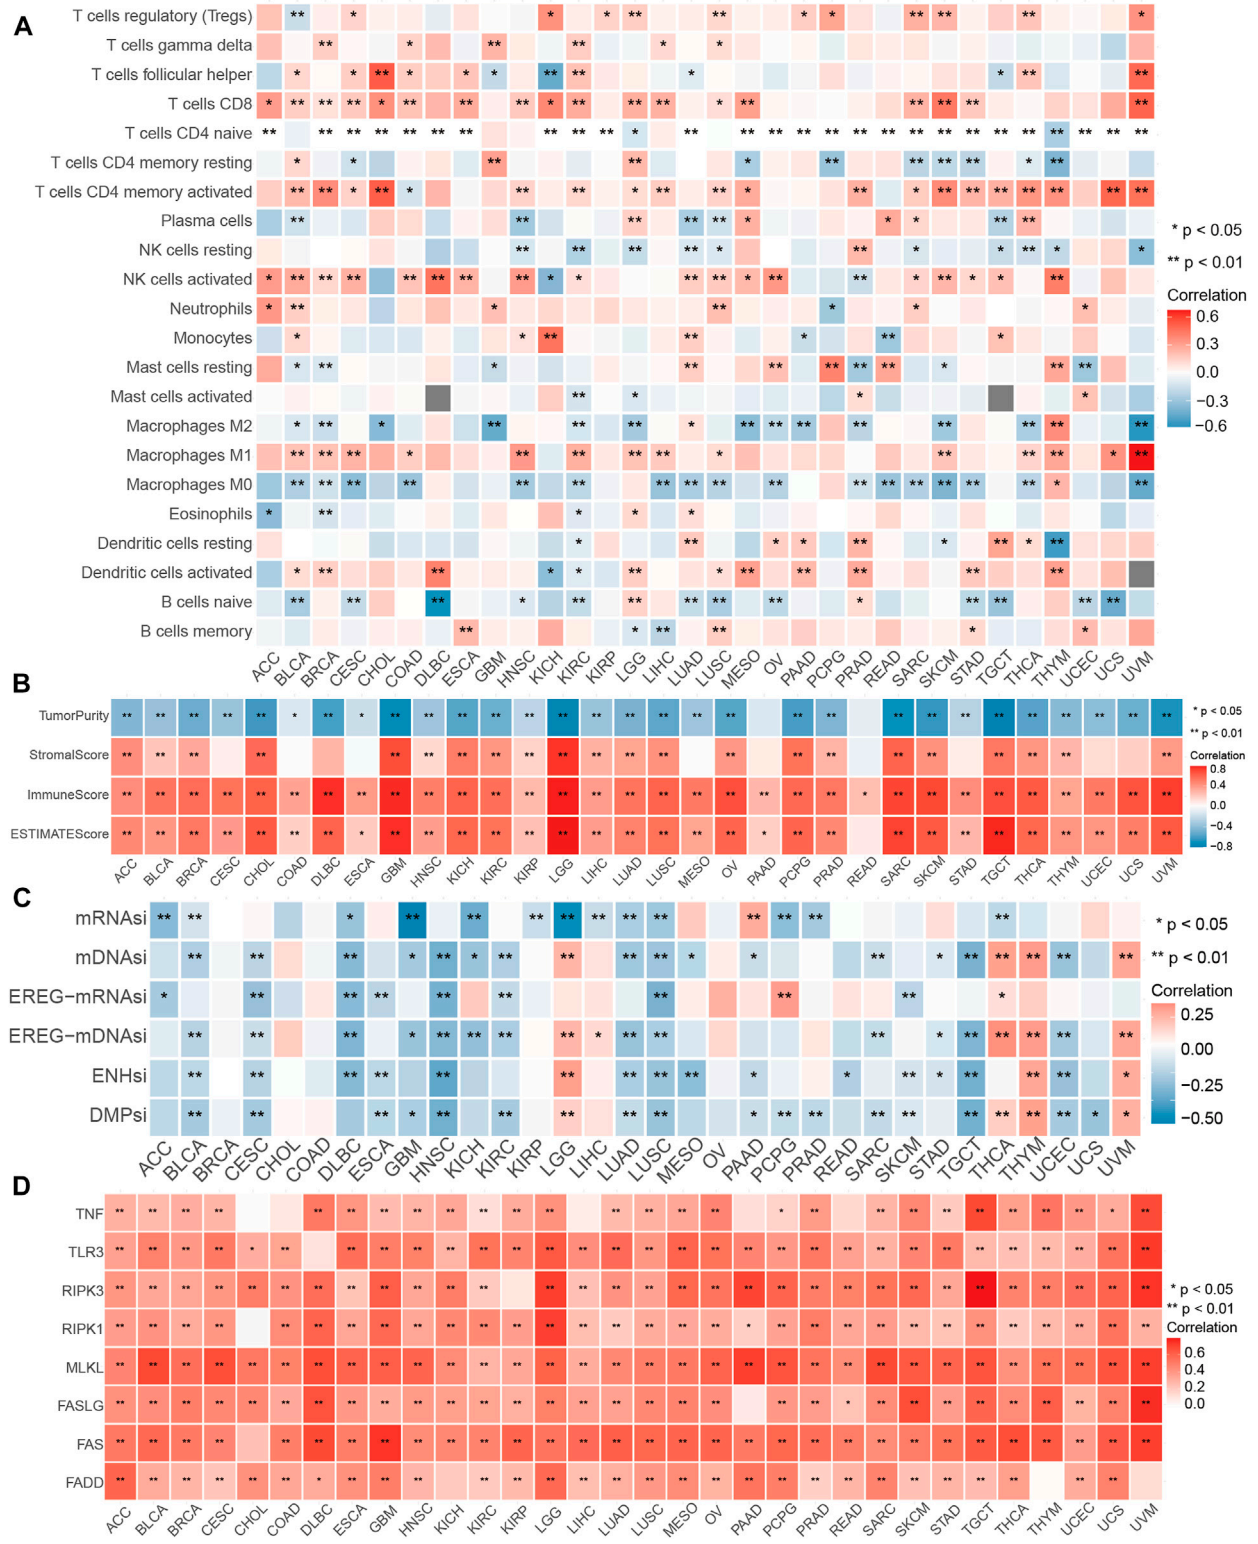 A
T cells regulatory (Tregs)
T cells gamma delta
T cells follicular helper
T cells CD8
T cells CD4 naive
T cells CD4 memory resting
T cells CD4 memory activated
Plasma cells
NK cells resting
NK cells activated
Neutrophils
Monocytes
Mast cells resting
Mast cells activated
Macrophages M2
Macrophages M1
Macrophages M0
Eosinophils
Dendritic cells resting
Dendritic cells activated
B cells naive
B cells memory
ACC BLCA BRCA CESC CHOL COAD DLBC ESCA GBM HNSC KICH KIRC KIRP LGG LIHC LUAD LUSC MESO OV PAAD PCPG PRAD READ SARC SKCM STAD TGCT THCA THYM UCEC UCS UVM
* p < 0.05
** p < 0.01
Correlation
0.6
0.3
0.0
−0.3
−0.6
B
TumorPurity
StromalScore
ImmuneScore
ESTIMATEScore
ACC BLCA BRCA CESC CHOL COAD DLBC ESCA GBM HNSC KICH KIRC KIRP LGG LIHC LUAD LUSC MESO OV PAAD PCPG PRAD READ SARC SKCM STAD TGCT THCA THYM UCEC UCS UVM
* p < 0.05
** p < 0.01
Correlation
0.8
0.4
0.0
−0.4
−0.8
C
mRNAsi
mDNAsi
EREG−mRNAsi
EREG−mDNAsi
ENHsi
DMPsi
ACC BLCA BRCA CESC CHOL COAD DLBC ESCA GBM HNSC KICH KIRC KIRP LGG LIHC LUAD LUSC MESO OV PAAD PCPG PRAD READ SARC SKCM STAD TGCT THCA THYM UCEC UCS UVM
* p < 0.05
** p < 0.01
Correlation
0.25
0.00
−0.25
−0.50
D
TNF
TLR3
RIPK3
RIPK1
MLKL
FASLG
FAS
FADD
ACC BLCA BRCA CESC CHOL COAD DLBC ESCA GBM HNSC KICH KIRC KIRP LGG LIHC LUAD LUSC MESO OV PAAD PCPG PRAD READ SARC SKCM STAD TGCT THCA THYM UCEC UCS UVM
* p < 0.05
** p < 0.01
Correlation
0.6
0.4
0.2
0.0